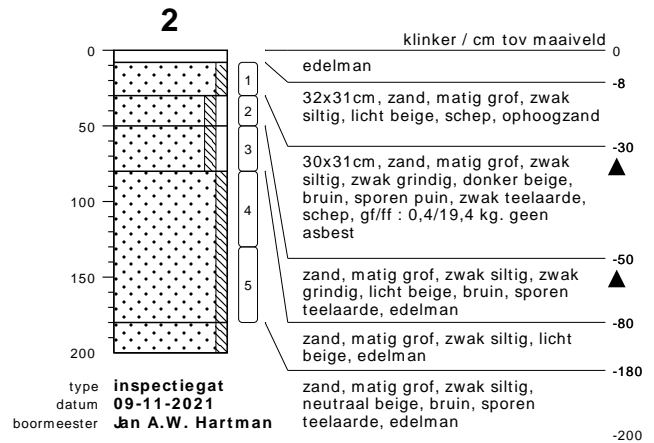 2
klinker / cm tov maaiveld
0
0
edelman
-8
1
32x31cm, zand, matig grof, zwak
siltig, licht beige, schep, ophoogzand
2
-30
50
30x31cm, zand, matig grof, zwak
siltig, zwak grindig, donker beige,
bruin, sporen puin, zwak teelaarde,
schep, gf/ff : 0,4/19,4 kg. geen
asbest
3
100
4
-50
zand, matig grof, zwak siltig, zwak
grindig, licht beige, bruin, sporen
teelaarde, edelman
150
5
-80
zand, matig grof, zwak siltig, licht
beige, edelman
200
-180
zand, matig grof, zwak siltig,
neutraal beige, bruin, sporen
teelaarde, edelman
-200
type inspectiegat
datum 09-11-2021
boormeester Jan A.W. Hartman